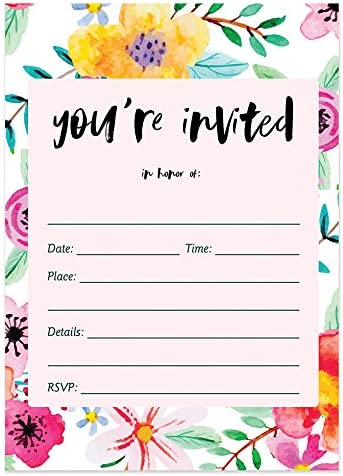 you're invited
in honor of:
Date: Time:
Place:
Details:
RSVP: